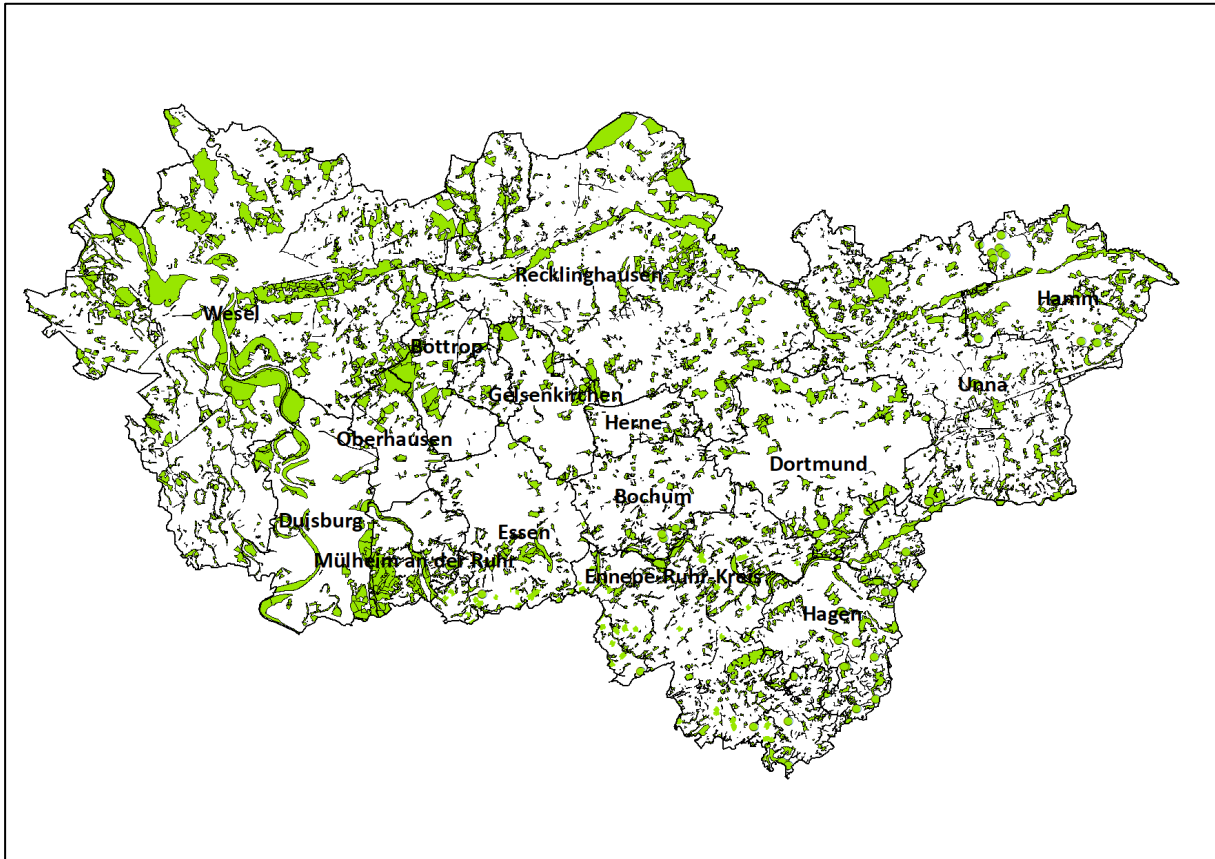 Recklinghausen
Hamm
Wesel
Bottrop
Unna
Gelsenkirchen
Herne
Oberhausen
Dortmund
Bochum
Duisburg
Essen
Mülheim an der Ruhr
Ennepe-Ruhr-Kreis
Hagen